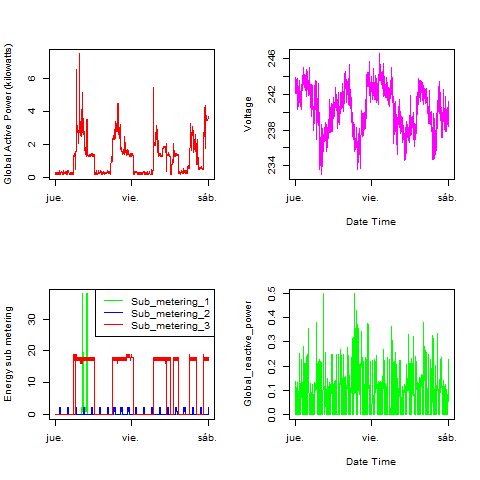 Global Active Power (kilowatts)
0 2 4 6
jue. vie. sáb.
Voltage
234 238 242 246
jue. vie. sáb.
Date Time
Energy sub metering
0 10 20 30
Sub_metering_1
Sub_metering_2
Sub_metering_3
jue. vie. sáb.
Global_reactive_power
0.0 0.1 0.2 0.3 0.4 0.5
jue. vie. sáb.
Date Time